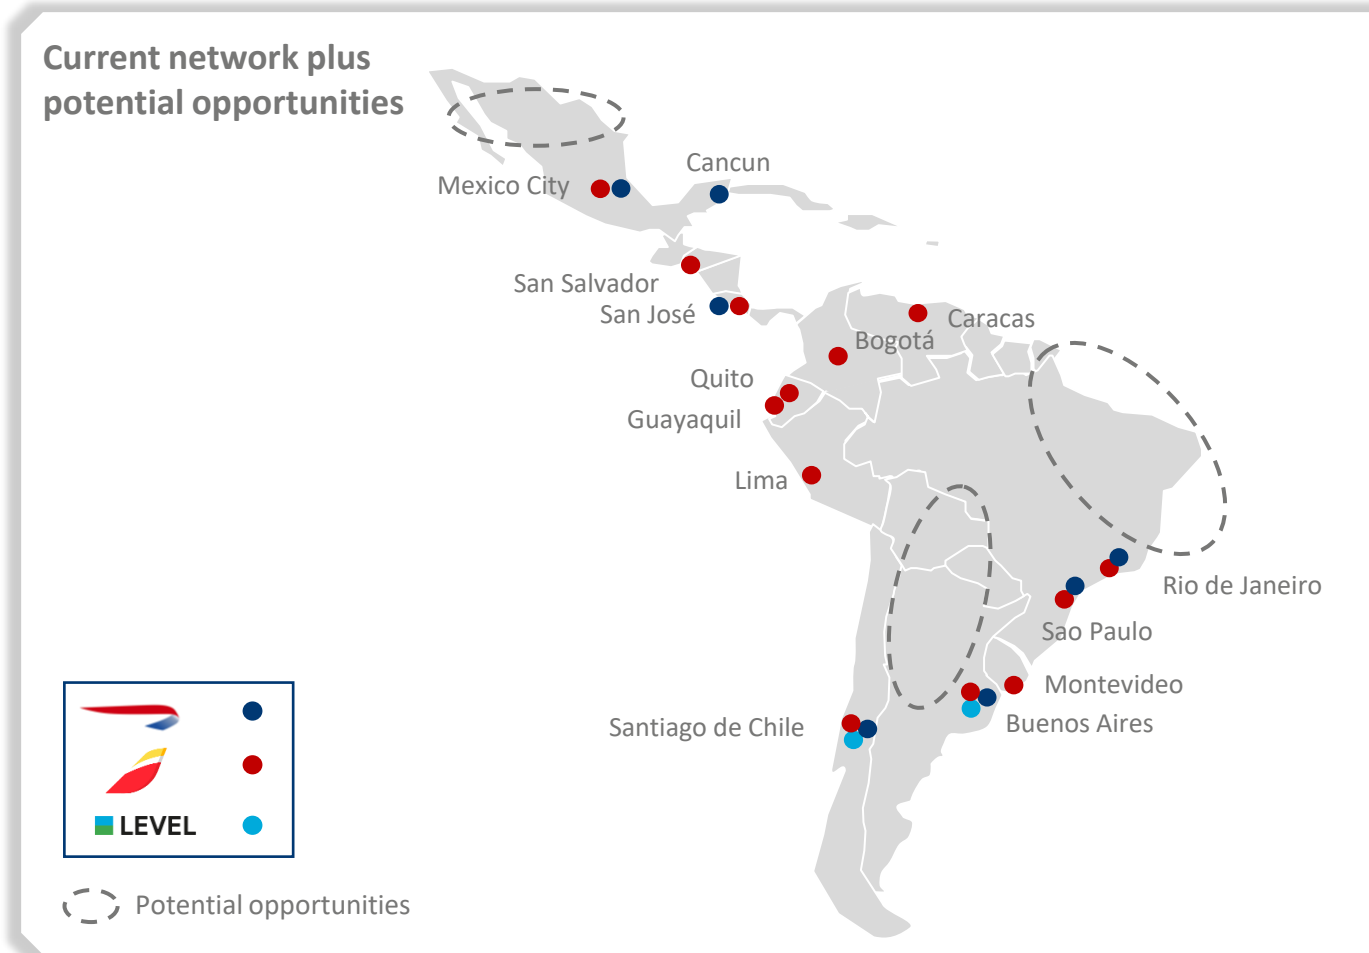 Current network plus
potential opportunities
Cancun
Mexico City
San Salvador
San José
Caracas
Bogotá
Quito
Guayaquil
Lima
Rio de Janeiro
Sao Paulo
Montevideo
Buenos Aires
Santiago de Chile
LEVEL
Potential opportunities